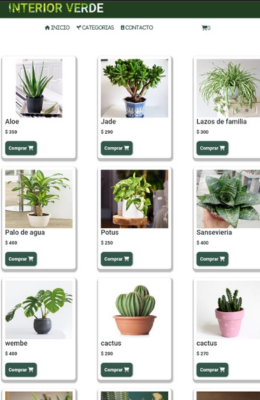 INTERIOR VERDE
INICIO CATEGORIAS CONTACTO 0
Aloe
$ 350
Comprar
Jade
$ 290
Comprar
Lazos de familia
$ 300
Comprar
Palo de agua
$ 460
Comprar
Potus
$ 250
Comprar
Sansevieria
$ 400
Comprar
wembe
$ 460
Comprar
cactus
$ 200
Comprar
cactus
$ 270
Comprar